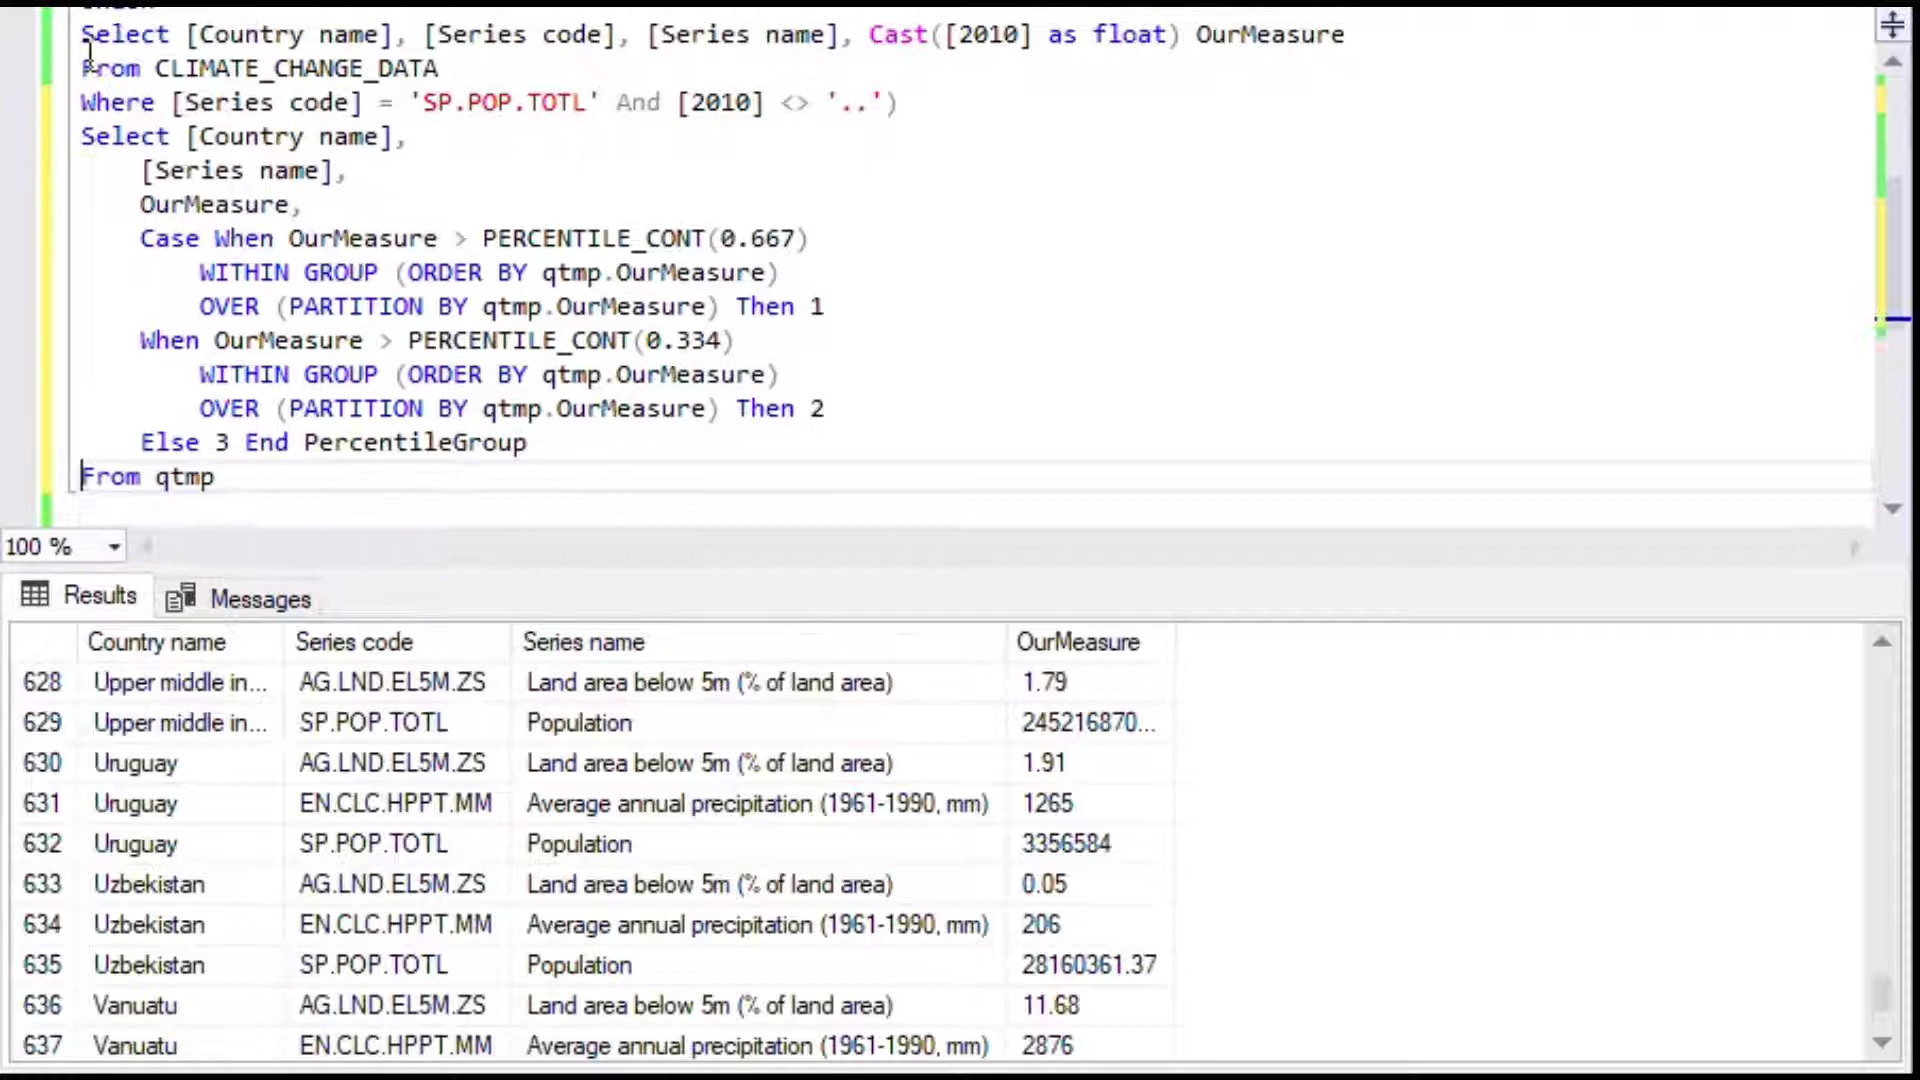 Select [Country name], [Series code], [Series name], Cast([2010] as float) OurMeasure
From CLIMATE_CHANGE_DATA
Where [Series code] = 'SP.POP.TOTL' And [2010] <> '..')
Select [Country name],
[Series name],
OurMeasure,
Case When OurMeasure > PERCENTILE_CONT(0.667)
WITHIN GROUP (ORDER BY qtmp.OurMeasure)
OVER (PARTITION BY qtmp.OurMeasure) Then 1
When OurMeasure > PERCENTILE_CONT(0.334)
WITHIN GROUP (ORDER BY qtmp.OurMeasure)
OVER (PARTITION BY qtmp.OurMeasure) Then 2
Else 3 End PercentileGroup
From qtmp
100 %
Results Messages
Country name Series code Series name OurMeasure
628 Upper middle in... AG.LND.EL5M.ZS Land area below 5m (% of land area) 1.79
629 Upper middle in... SP.POP.TOTL Population 245216870...
630 Uruguay AG.LND.EL5M.ZS Land area below 5m (% of land area) 1.91
631 Uruguay EN.CLC.HPPT.MM Average annual precipitation (1961-1990, mm) 1265
632 Uruguay SP.POP.TOTL Population 3356584
633 Uzbekistan AG.LND.EL5M.ZS Land area below 5m (% of land area) 0.05
634 Uzbekistan EN.CLC.HPPT.MM Average annual precipitation (1961-1990, mm) 206
635 Uzbekistan SP.POP.TOTL Population 28160361.37
636 Vanuatu AG.LND.EL5M.ZS Land area below 5m (% of land area) 11.68
637 Vanuatu EN.CLC.HPPT.MM Average annual precipitation (1961-1990, mm) 2876